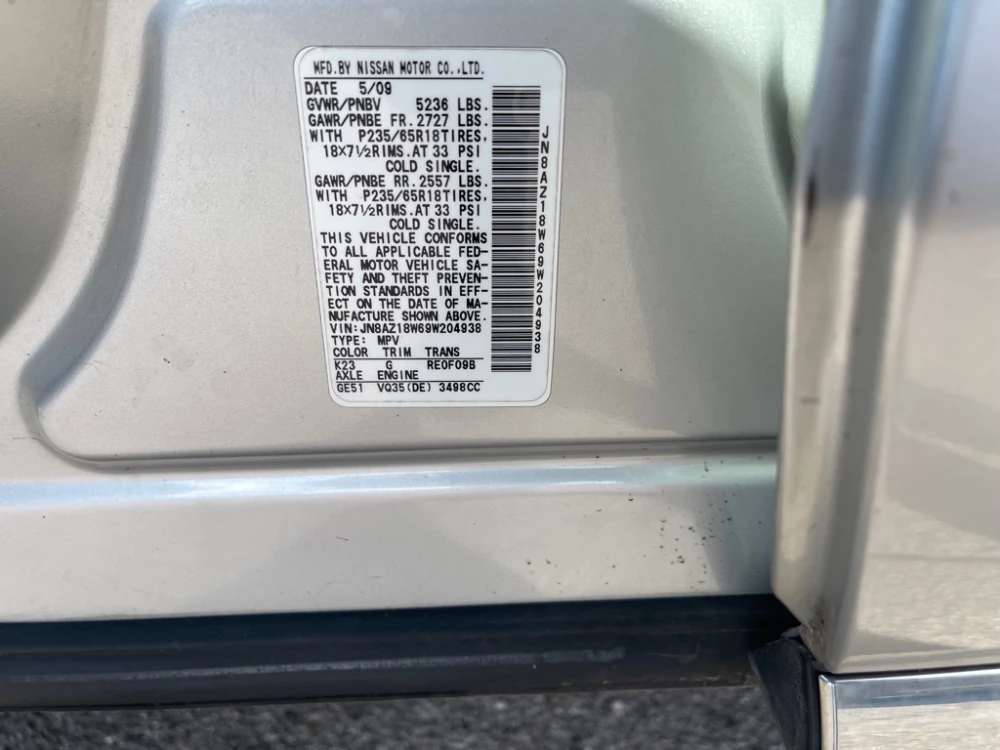 MFD.BY NISSAN MOTOR CO.,LTD.
DATE 5/09
GVWR/PNBV 5236 LBS.
GAWR/PNBE FR. 2727 LBS.
WITH P235/65R18TIRES,
18X7½RIMS.AT 33 PSI
COLD SINGLE.
GAWR/PNBE RR. 2557 LBS.
WITH P235/65R18TIRES,
18X7½RIMS.AT 33 PSI
COLD SINGLE.
THIS VEHICLE CONFORMS
TO ALL APPLICABLE FED-
ERAL MOTOR VEHICLE SA-
FETY AND THEFT PREVEN-
TION STANDARDS IN EFF-
ECT ON THE DATE OF MA-
NUFACTURE SHOWN ABOVE.
VIN:JN8AZ18W69W204938
TYPE: MPV
COLOR TRIM TRANS
K23 G RE0F09B
AXLE ENGINE
GE51 VQ35(DE) 3498CC
JN8AZ18W69W204938